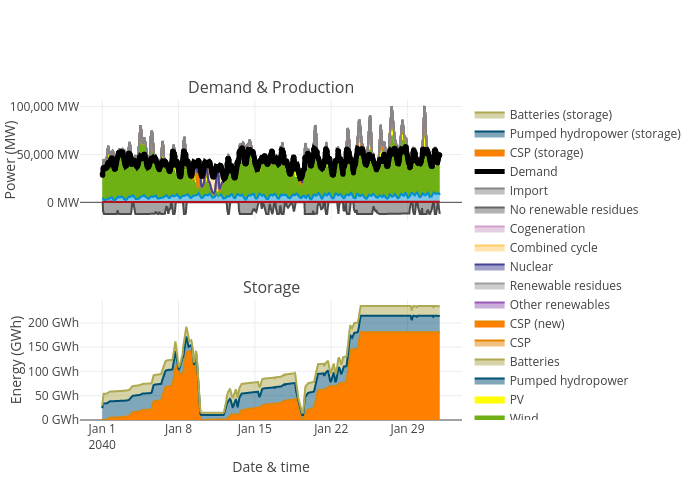 Demand & Production
100,000 MW
50,000 MW
0 MW
Power (MW)
Storage
200 GWh
150 GWh
100 GWh
50 GWh
0 GWh
Energy (GWh)
Jan 1
2040
Jan 8
Jan 15
Jan 22
Jan 29
Date & time
Batteries (storage)
Pumped hydropower (storage)
CSP (storage)
Demand
Import
No renewable residues
Cogeneration
Combined cycle
Nuclear
Renewable residues
Other renewables
CSP (new)
CSP
Batteries
Pumped hydropower
PV
Wind